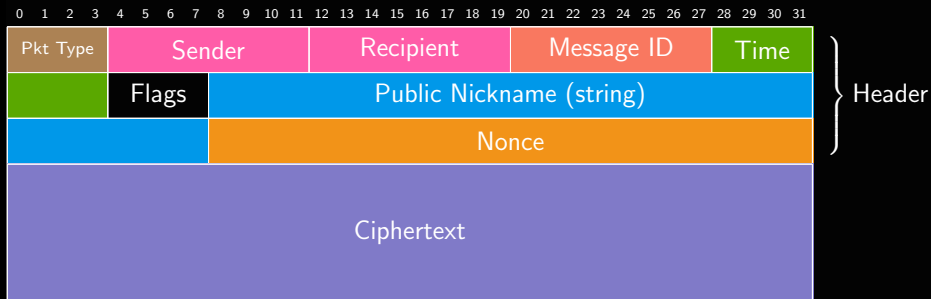 0 1 2 3 4 5 6 7 8 9 10 11 12 13 14 15 16 17 18 19 20 21 22 23 24 25 26 27 28 29 30 31
Pkt Type Sender Recipient Message ID Time
Flags Public Nickname (string) Header
Nonce
Ciphertext